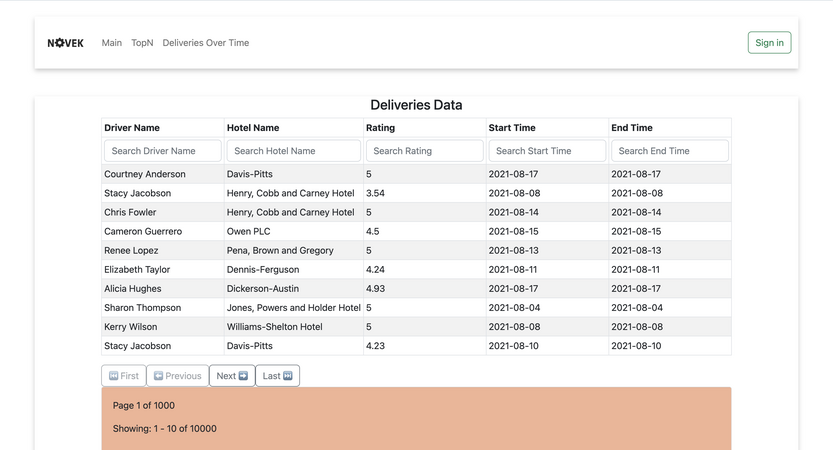 NOVEK Main TopN Deliveries Over Time Sign in
Deliveries Data
Driver Name Hotel Name Rating Start Time End Time
Search Driver Name Search Hotel Name Search Rating Search Start Time Search End Time
Courtney Anderson Davis-Pitts 5 2021-08-17 2021-08-17
Stacy Jacobson Henry, Cobb and Carney Hotel 3.54 2021-08-08 2021-08-08
Chris Fowler Henry, Cobb and Carney Hotel 5 2021-08-14 2021-08-14
Cameron Guerrero Owen PLC 4.5 2021-08-15 2021-08-15
Renee Lopez Pena, Brown and Gregory 5 2021-08-13 2021-08-13
Elizabeth Taylor Dennis-Ferguson 4.24 2021-08-11 2021-08-11
Alicia Hughes Dickerson-Austin 4.93 2021-08-17 2021-08-17
Sharon Thompson Jones, Powers and Holder Hotel 5 2021-08-04 2021-08-04
Kerry Wilson Williams-Shelton Hotel 5 2021-08-08 2021-08-08
Stacy Jacobson Davis-Pitts 4.23 2021-08-10 2021-08-10
First Previous Next Last
Page 1 of 1000
Showing: 1 - 10 of 10000